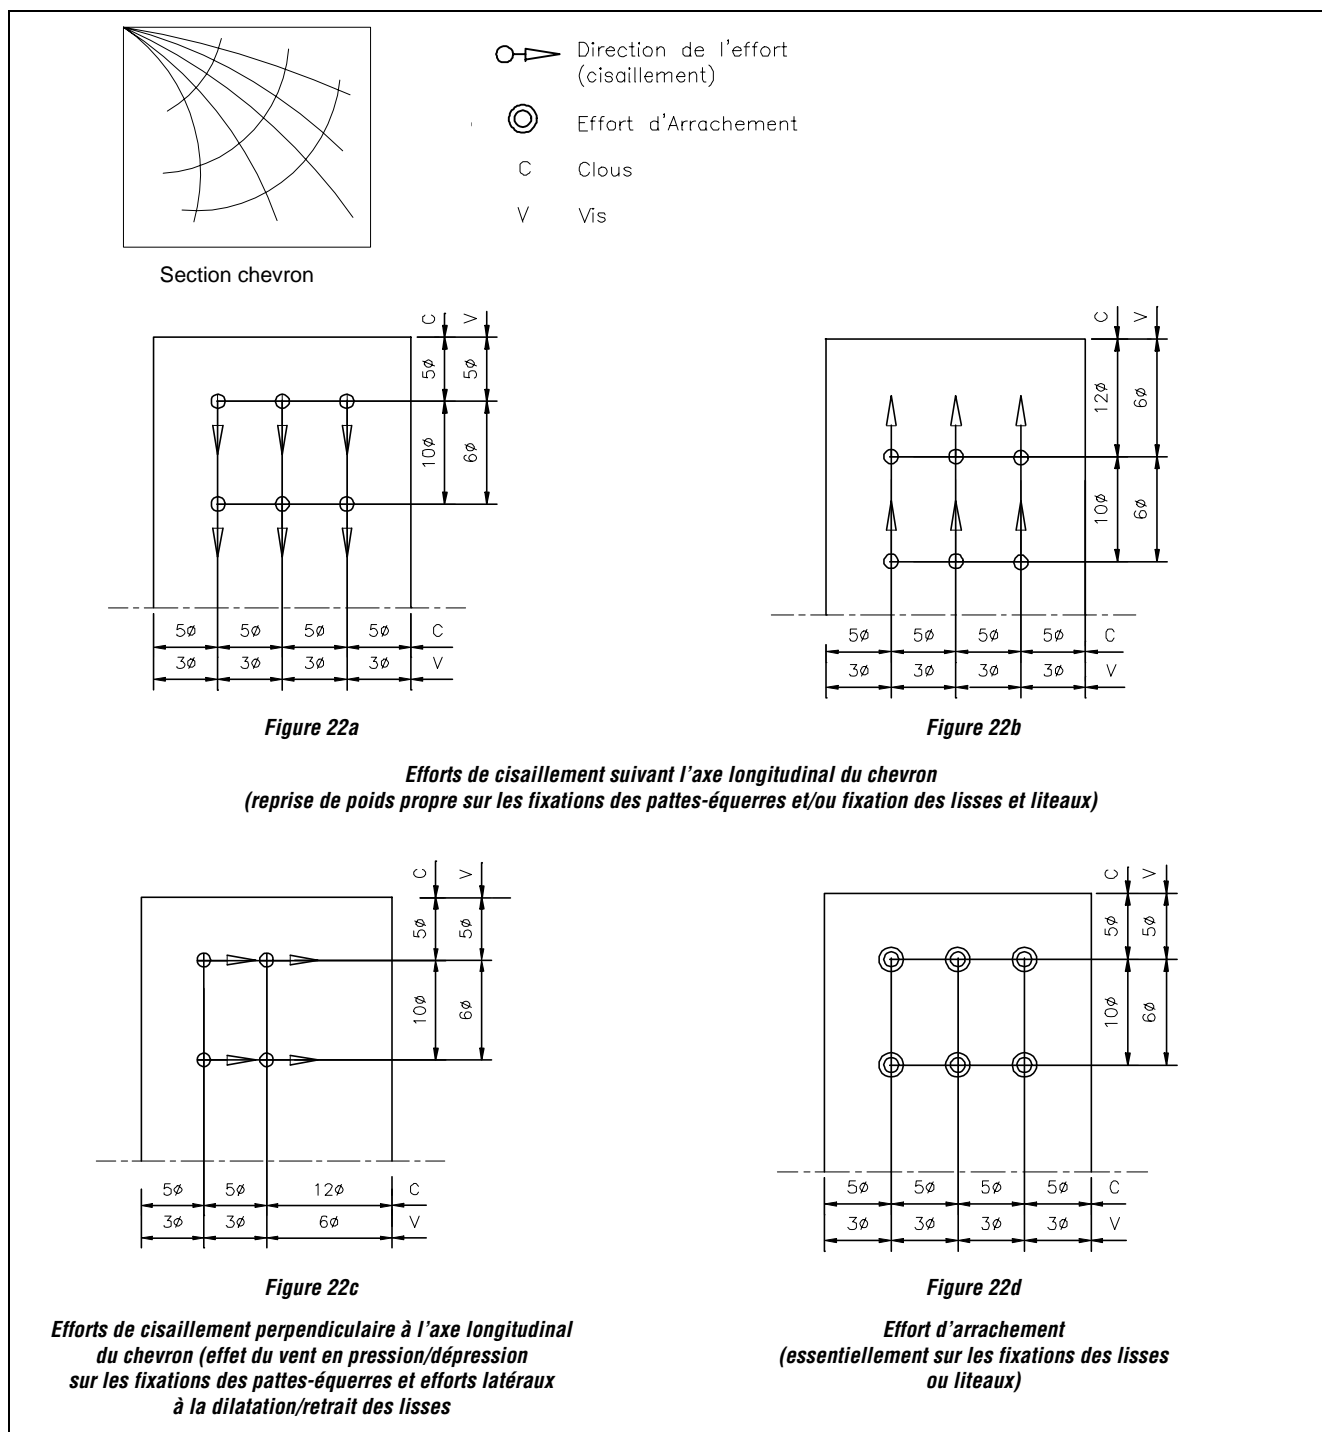 Direction de l'effort
(cisaillement)
Effort d'Arrachement
C Clous
V Vis
Section chevron
C V
5ø 5ø
10ø 6ø
5ø 5ø 5ø 5ø C
3ø 3ø 3ø 3ø V
Figure 22a
C V
12ø 6ø
10ø 6ø
5ø 5ø 5ø 5ø C
3ø 3ø 3ø 3ø V
Figure 22b
Efforts de cisaillement suivant l'axe longitudinal du chevron
(reprise de poids propre sur les fixations des pattes-équerres et/ou fixation des lisses et liteaux)
C V
5ø 5ø
10ø 6ø
5ø 5ø 12ø C
3ø 3ø 6ø V
Figure 22c
Efforts de cisaillement perpendiculaire à l'axe longitudinal
du chevron (effet du vent en pression/dépression
sur les fixations des pattes-équerres et efforts latéraux
à la dilatation/retrait des lisses
C V
5ø 5ø
10ø 6ø
5ø 5ø 5ø 5ø C
3ø 3ø 3ø 3ø V
Figure 22d
Effort d'arrachement
(essentiellement sur les fixations des lisses
ou liteaux)